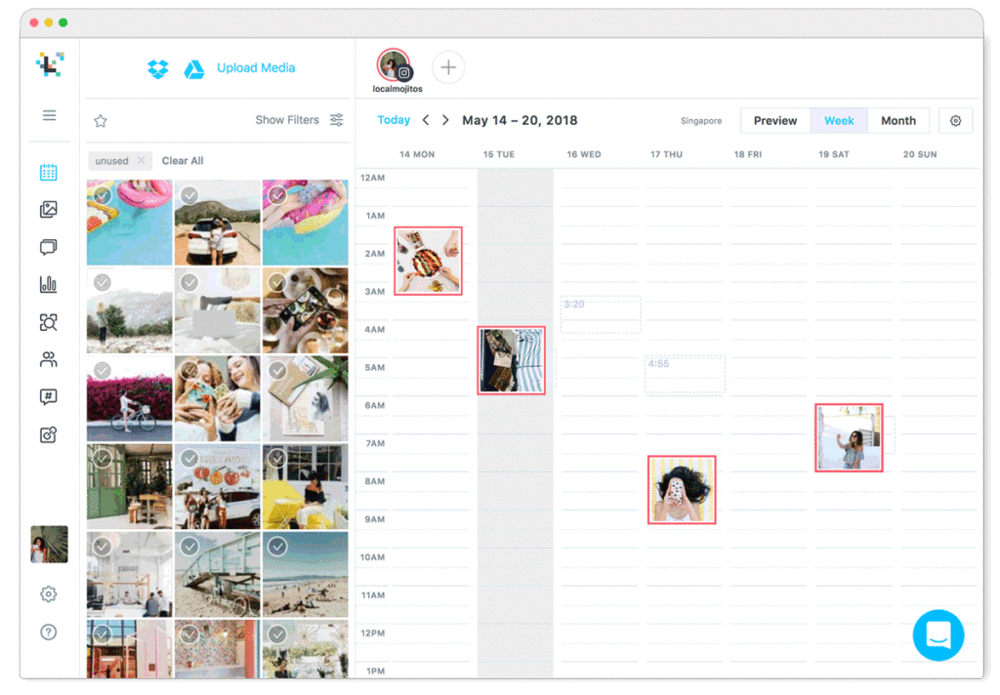 Upload Media
localmojitos
Show Filters
Today
May 14 – 20, 2018
Singapore
Preview
Week
Month
unused
Clear All
14 MON
15 TUE
16 WED
17 THU
18 FRI
19 SAT
20 SUN
12AM
1AM
2AM
3AM
3:20
4AM
5AM
4:55
6AM
7AM
8AM
9AM
10AM
11AM
12PM
1PM